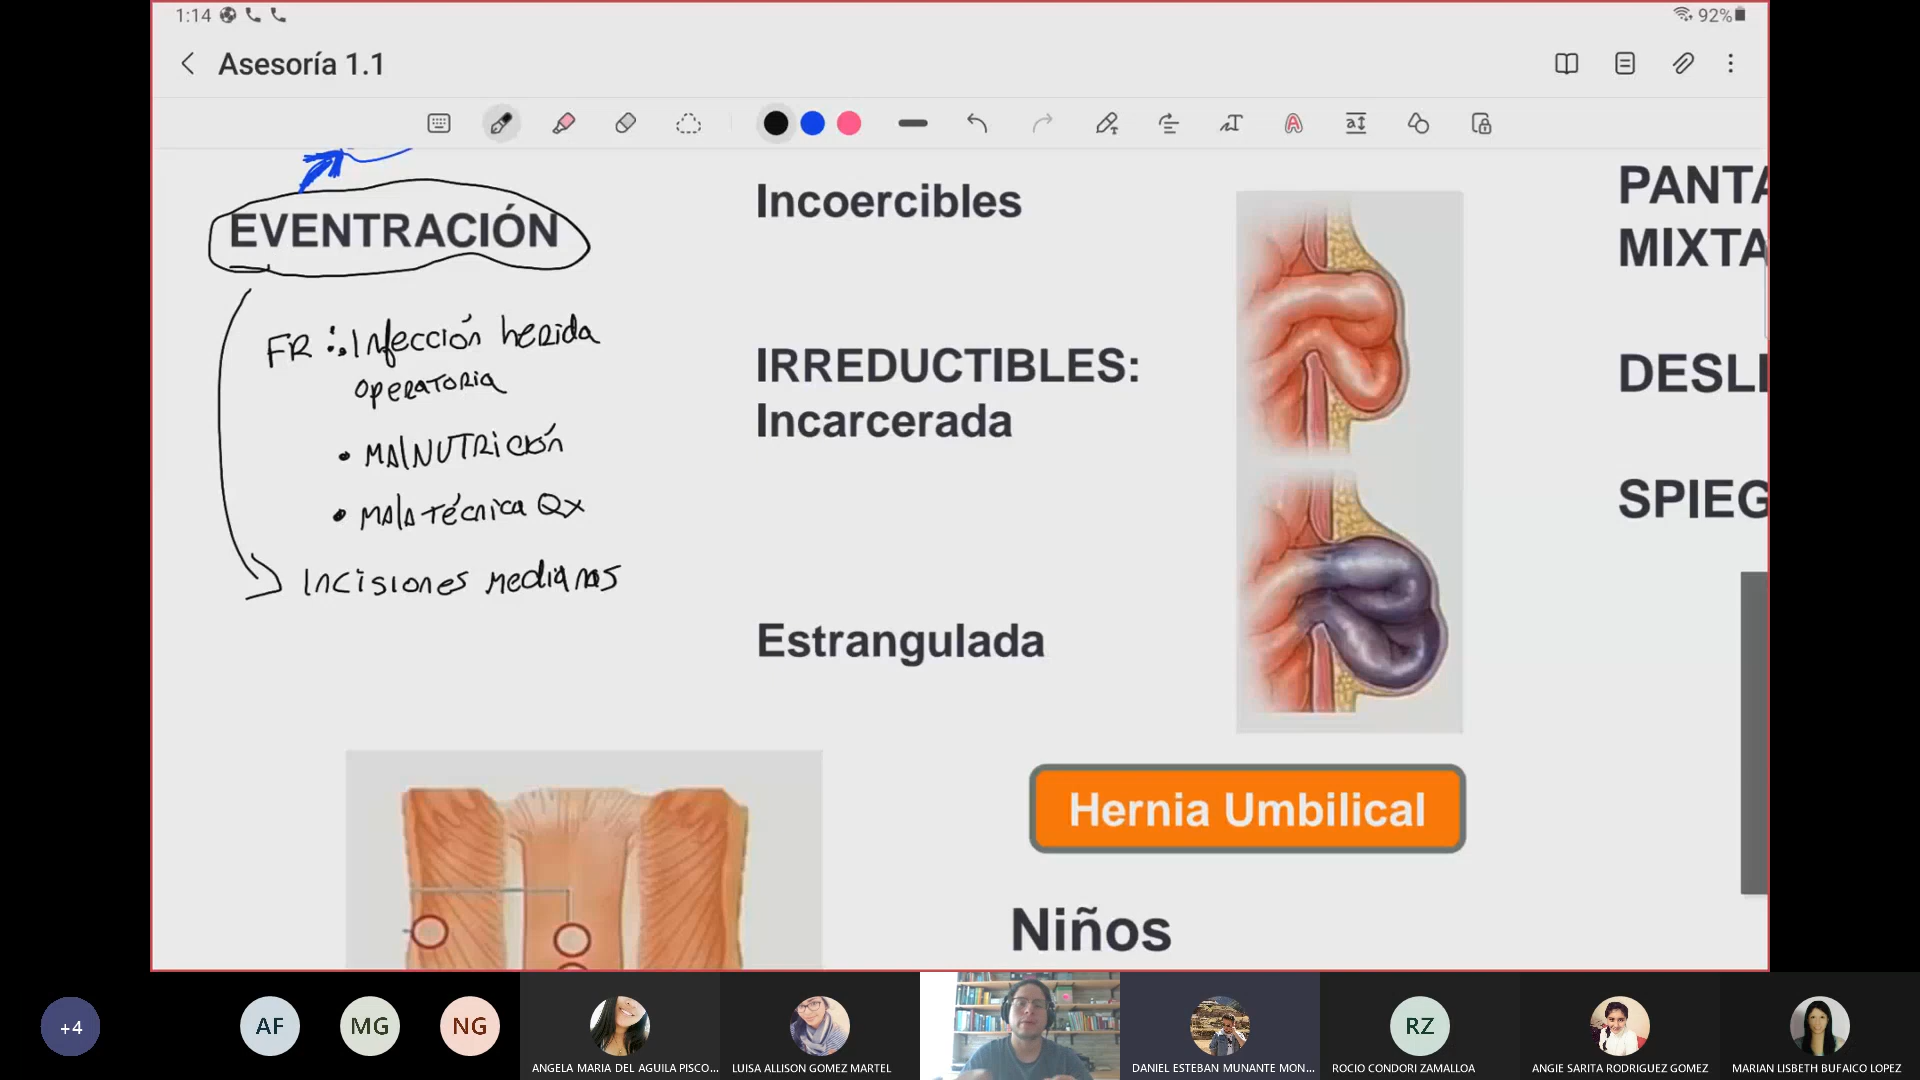 1:14
92%
Asesoría 1.1
EVENTRACIÓN
FR : Infección herida
operatoria
• MAlNUTRición
• MAlA técnica Qx
Incisiones medianas
Incoercibles
IRREDUCTIBLES:
Incarcerada
Estrangulada
PANTA
MIXTA
DESLI
SPIEG
Hernia Umbilical
Niños
+4
AF
MG
NG
RZ
ANGELA MARIA DEL AGUILA PISCO...
LUISA ALLISON GOMEZ MARTEL
DANIEL ESTEBAN MUNANTE MON...
ROCIO CONDORI ZAMALLOA
ANGIE SARITA RODRIGUEZ GOMEZ
MARIAN LISBETH BUFAICO LOPEZ